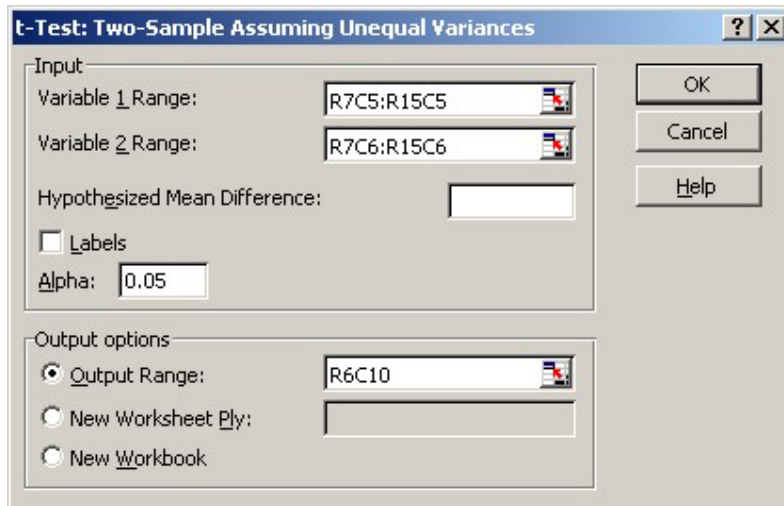 t-Test: Two-Sample Assuming Unequal Variances
Input
Variable 1 Range: R7C5:R15C5
Variable 2 Range: R7C6:R15C6
Hypothesized Mean Difference:
Labels
Alpha: 0.05
OK
Cancel
Help
Output options
Output Range: R6C10
New Worksheet Ply:
New Workbook